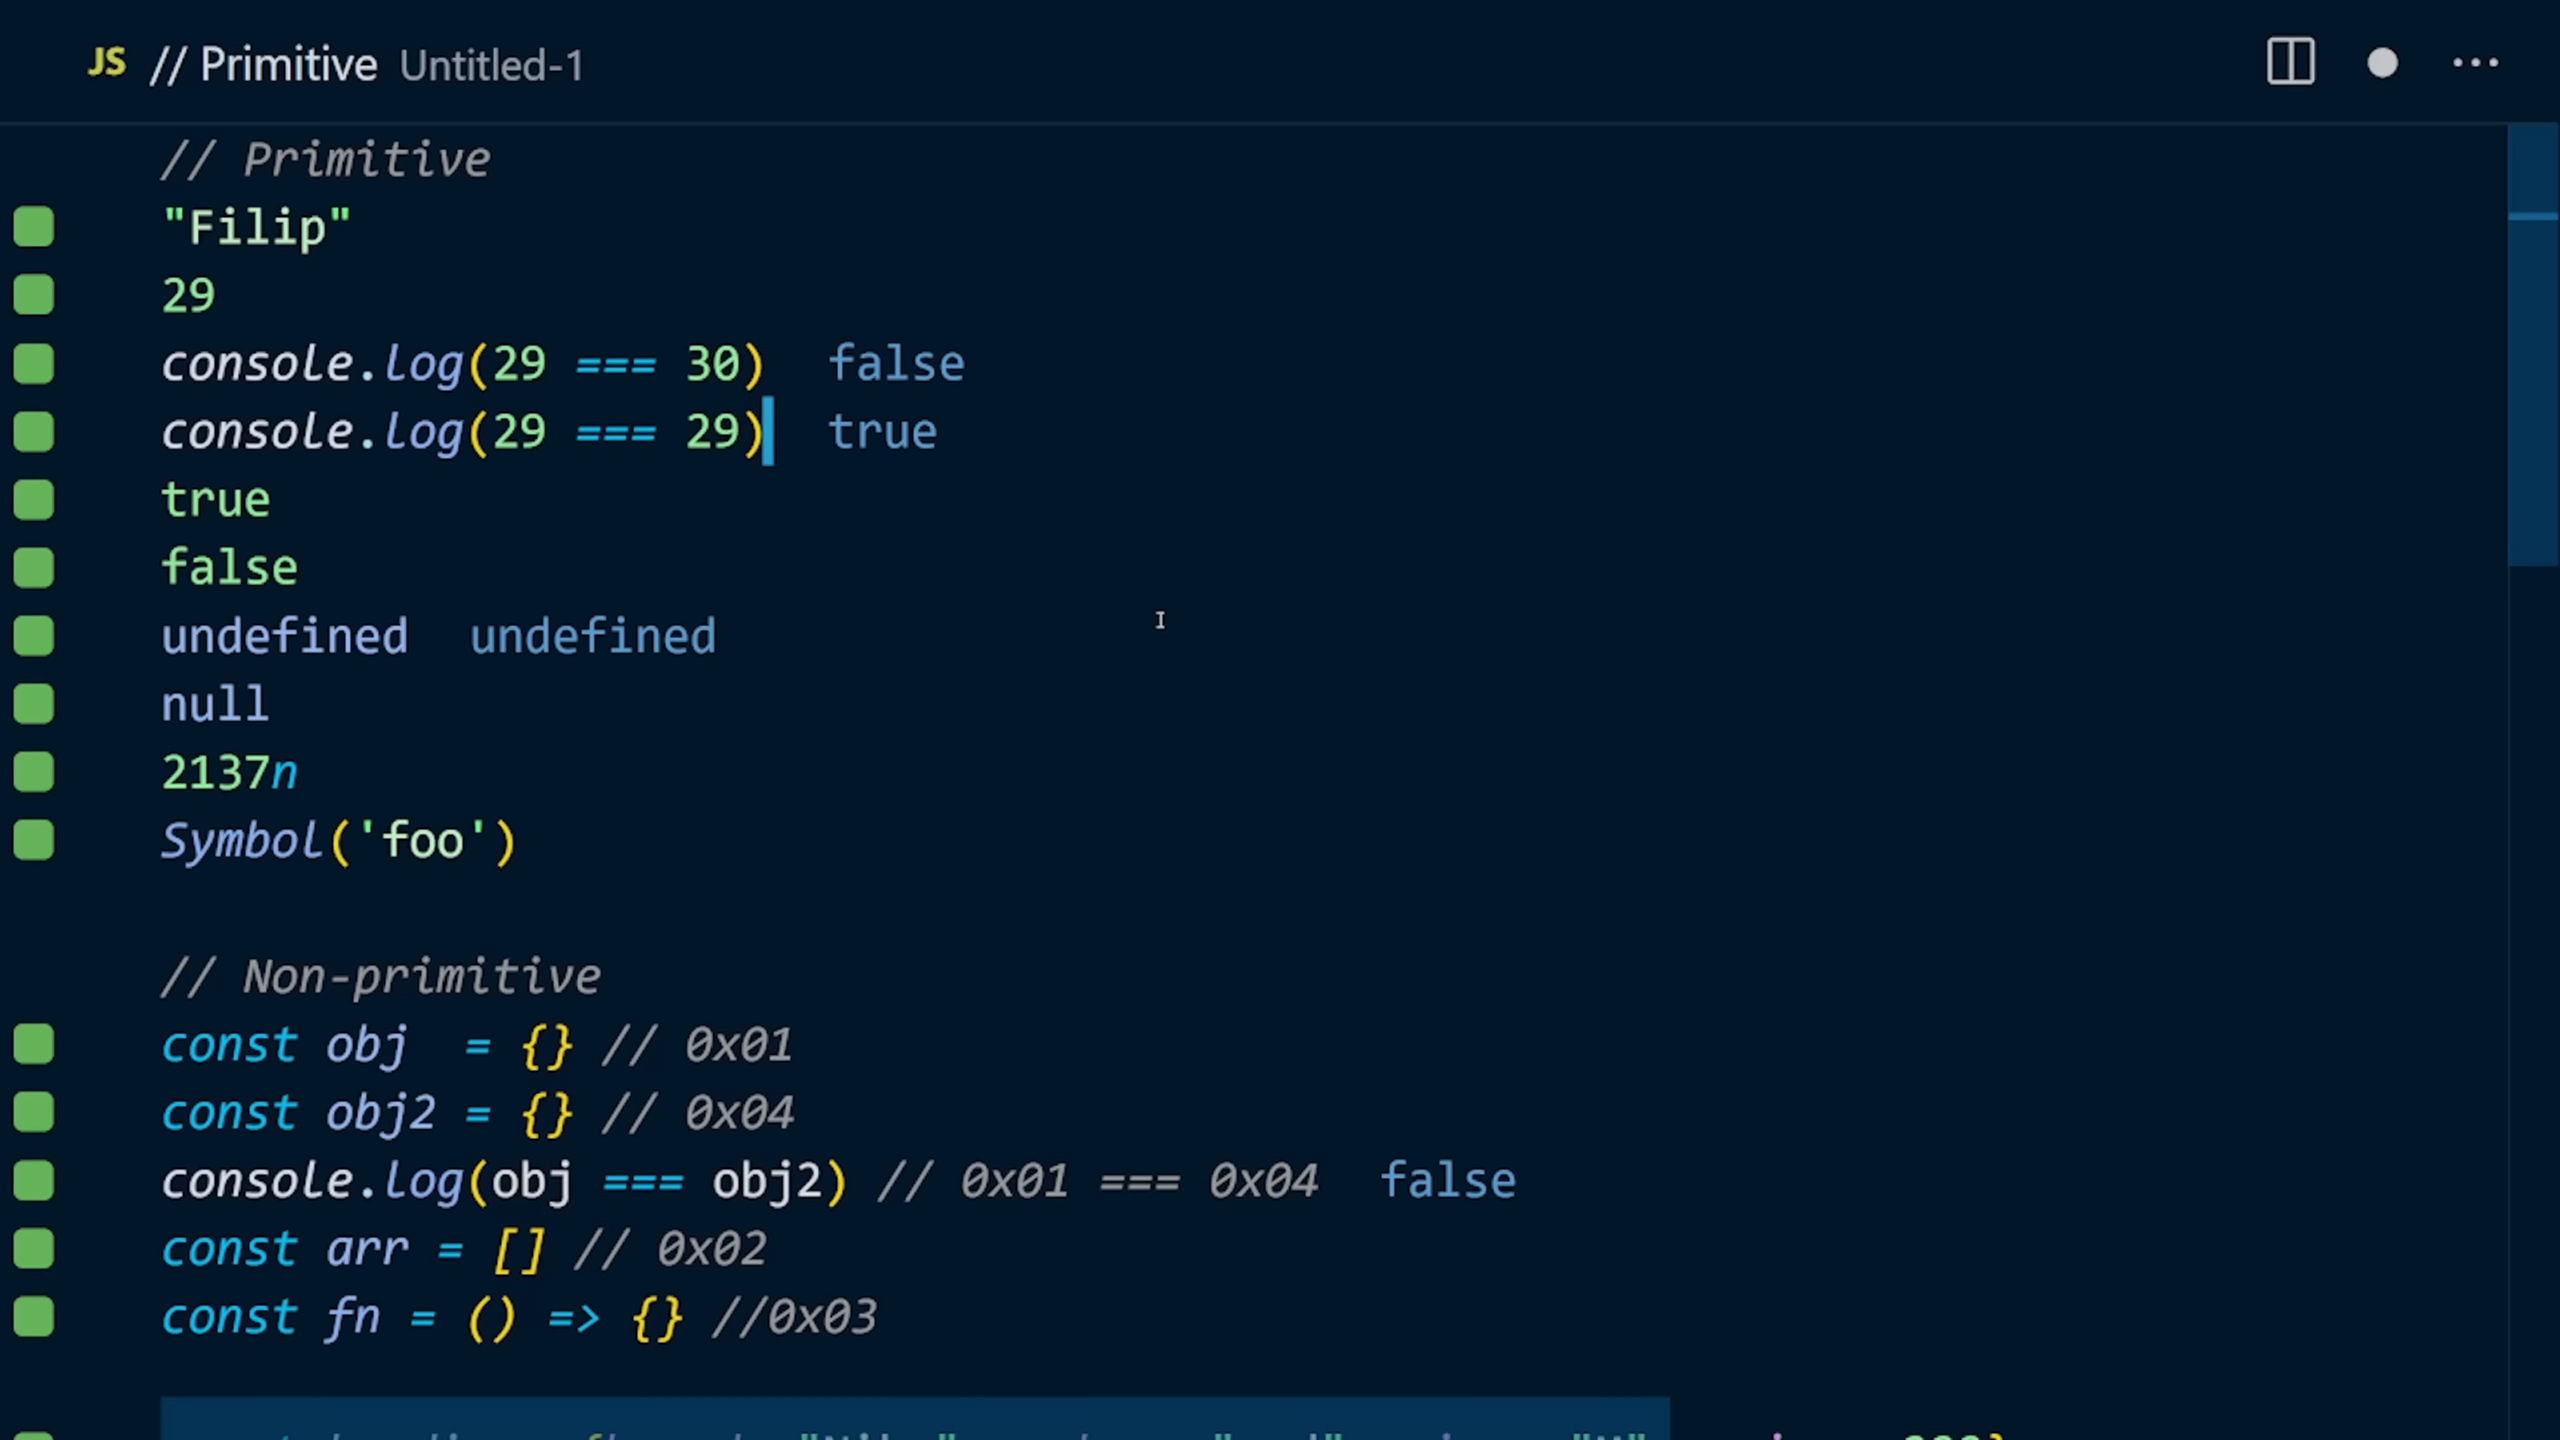 JS // Primitive Untitled-1
// Primitive
"Filip"
29
console.log(29 === 30) false
console.log(29 === 29) true
true
false
undefined undefined
null
2137n
Symbol('foo')
// Non-primitive
const obj  = {} // 0x01
const obj2 = {} // 0x04
console.log(obj === obj2) // 0x01 === 0x04 false
const arr = [] // 0x02
const fn = () => {} //0x03